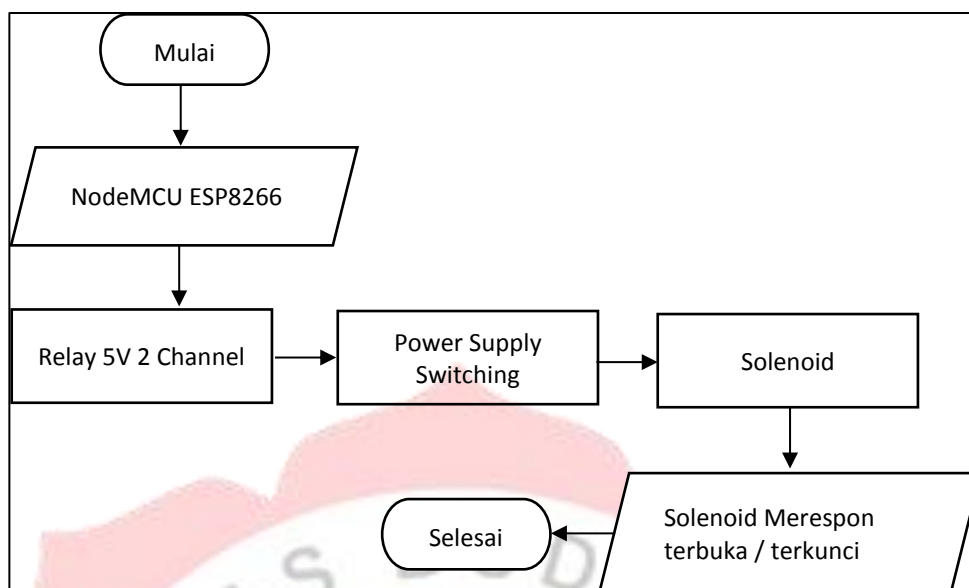 Mulai
NodeMCU ESP8266
Relay 5V 2 Channel
Power Supply
Switching
Solenoid
Solenoid Merespon
terbuka / terkunci
Selesai